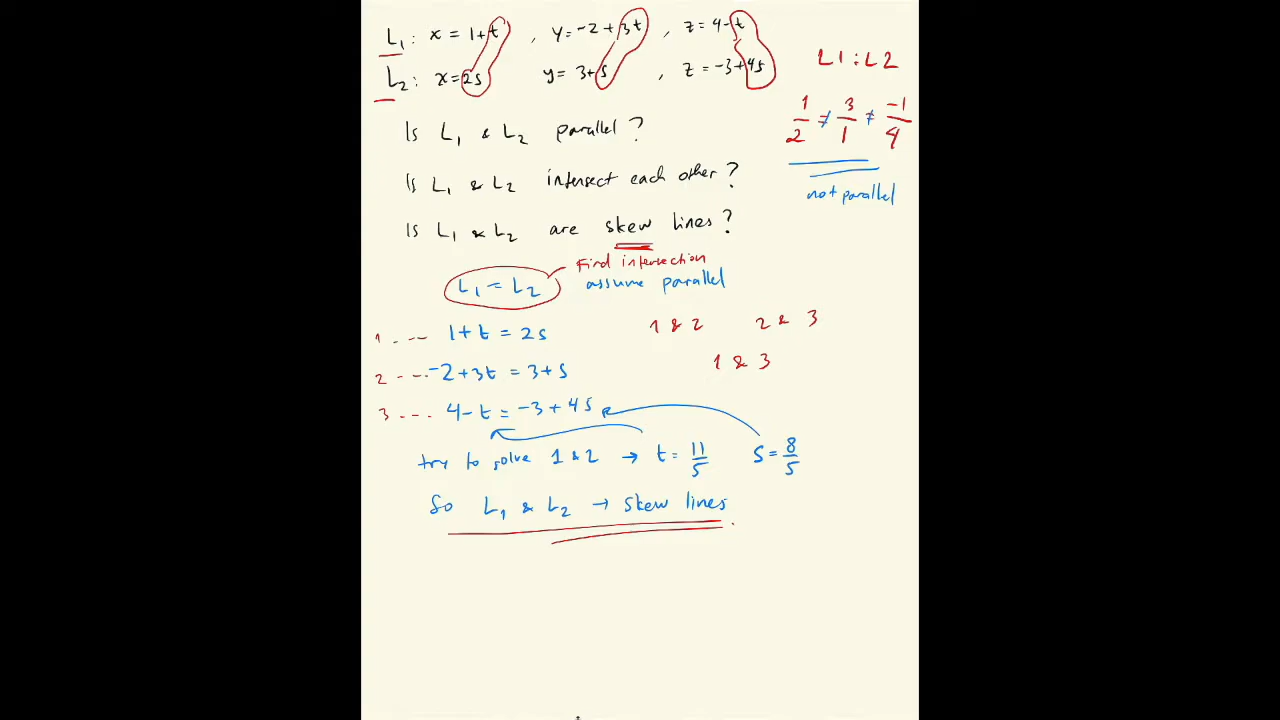 L₁: x = 1+t , y = -2 + 3t , z = 4-t
L₂: x = 2s y = 3+s , z = -3+4s
L1 : L2
1/2 ≠ 3/1 ≠ -1/4
not parallel
Is L₁ & L₂ parallel?
Is L₁ & L₂ intersect each other?
Is L₁ & L₂ are skew lines?
Find intersection
L₁ = L₂ assume parallel
1 . -- 1+t = 2s 1 & 2 2 & 3
2 -- .. -2+3t = 3+s 1 & 3
3 --- . 4-t = -3+4s
try to solve 1 & 2 → t = 11/5 s = 8/5
So L₁ & L₂ → skew lines